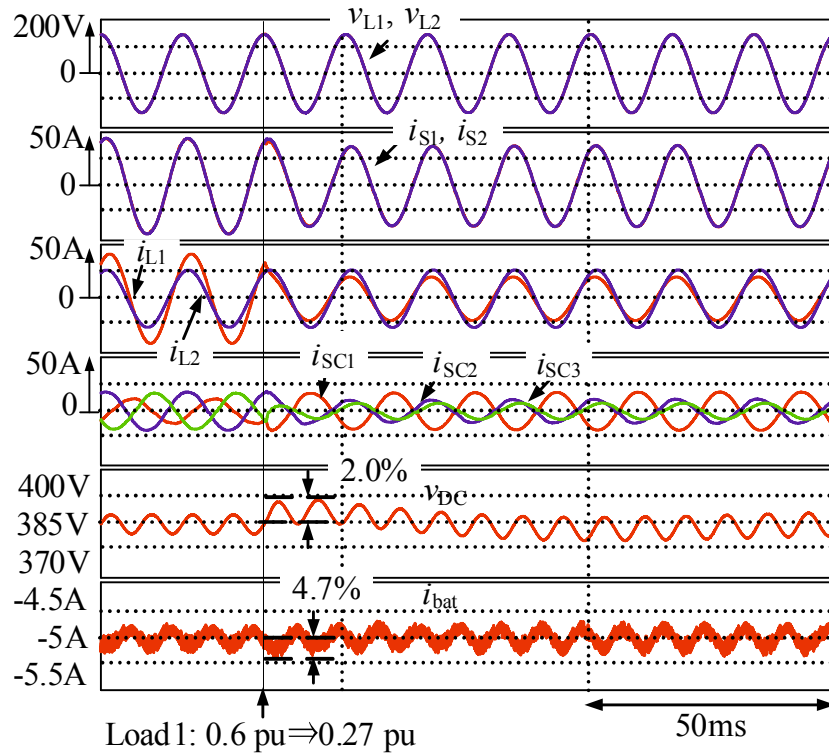 200V
0
vL1, vL2
50A
0
iS1, iS2
50A
0
iL1
iL2
50A
0
iSC1
iSC2
iSC3
400V
385V
370V
2.0%
vDC
-4.5A
-5A
-5.5A
4.7%
ibat
Load1: 0.6 pu⇒0.27 pu
50ms